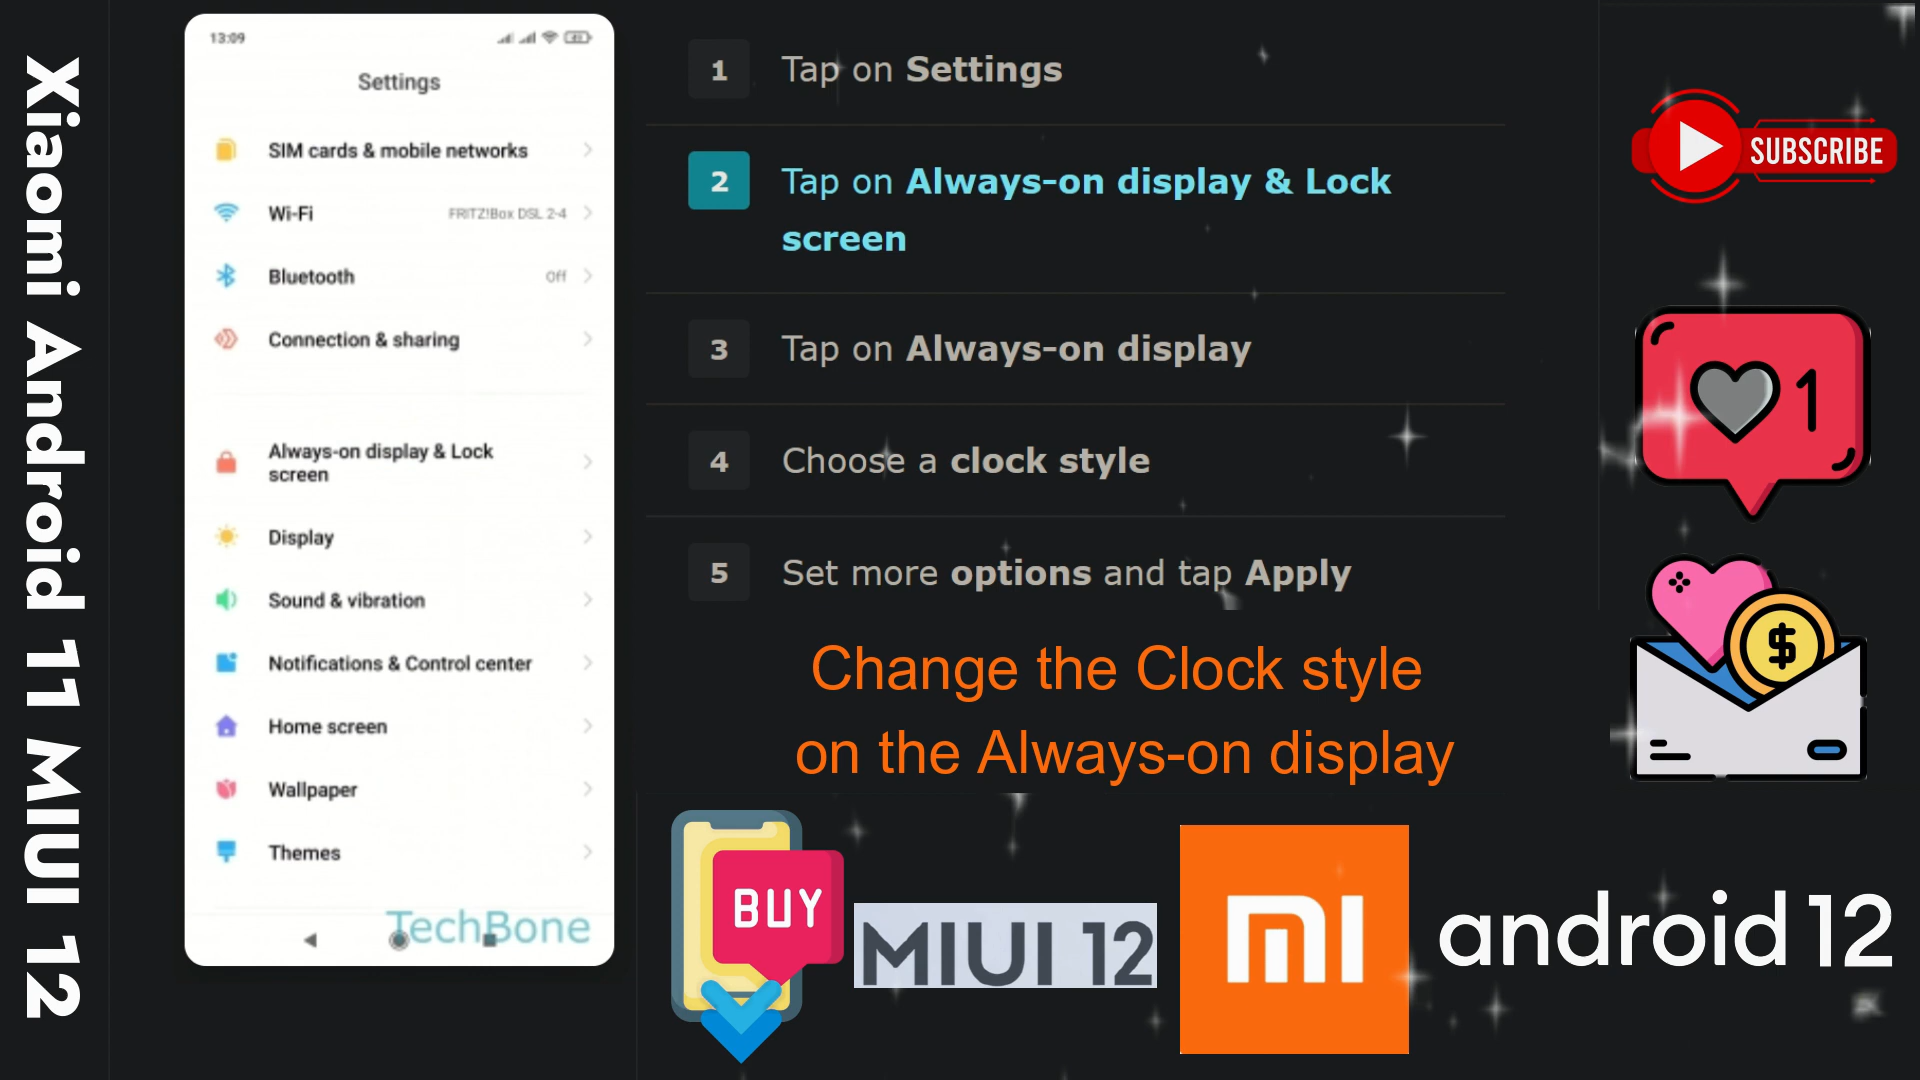 Xiaomi Android 11 MIUI 12
13:09
Settings
SIM cards & mobile networks
Wi-Fi FRITZ!Box DSL 2-4
Bluetooth Off
Connection & sharing
Always-on display & Lock
screen
Display
Sound & vibration
Notifications & Control center
Home screen
Wallpaper
Themes
TechBone
1 Tap on Settings
2 Tap on Always-on display & Lock
screen
3 Tap on Always-on display
4 Choose a clock style
5 Set more options and tap Apply
Change the Clock style
on the Always-on display
SUBSCRIBE
1
$
BUY
MIUI 12
MI
android 12